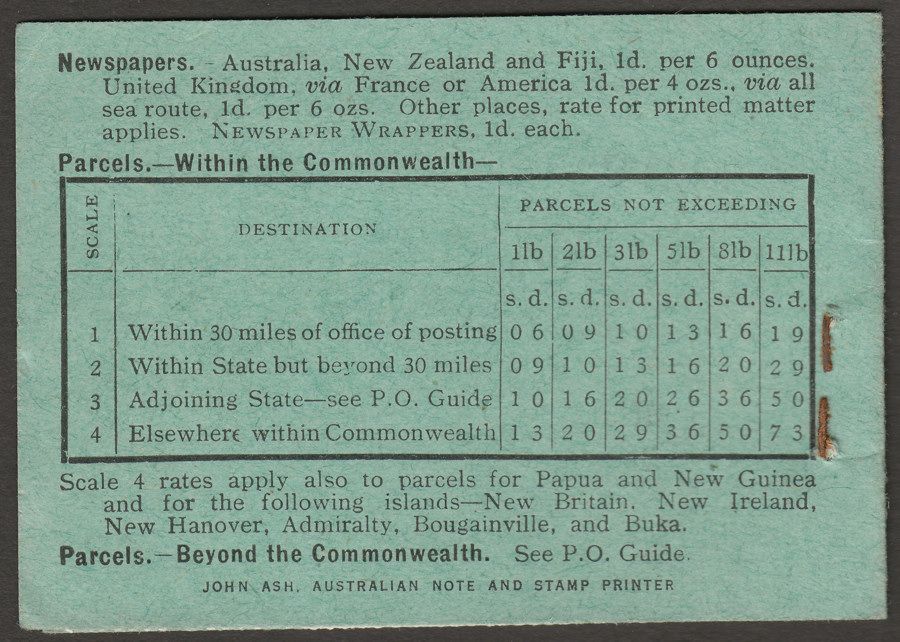 Newspapers. - Australia, New Zealand and Fiji, 1d. per 6 ounces.
United Kingdom, via France or America 1d. per 4 ozs., via all
sea route, 1d. per 6 ozs. Other places, rate for printed matter
applies. NEWSPAPER WRAPPERS, 1d. each.
Parcels.—Within the Commonwealth—
SCALE DESTINATION PARCELS NOT EXCEEDING
1lb 2lb 3lb 5lb 8lb 11lb
s. d. s. d. s. d. s. d. s. d. s. d.
1 Within 30 miles of office of posting 0 6 0 9 1 0 1 3 1 6 1 9
2 Within State but beyond 30 miles 0 9 1 0 1 3 1 6 2 0 2 9
3 Adjoining State—see P.O. Guide 1 0 1 6 2 0 2 6 3 6 5 0
4 Elsewhere within Commonwealth 1 3 2 0 2 9 3 6 5 0 7 3
Scale 4 rates apply also to parcels for Papua and New Guinea
and for the following islands—New Britain, New Ireland,
New Hanover, Admiralty, Bougainville, and Buka.
Parcels.—Beyond the Commonwealth. See P.O. Guide.
JOHN ASH, AUSTRALIAN NOTE AND STAMP PRINTER